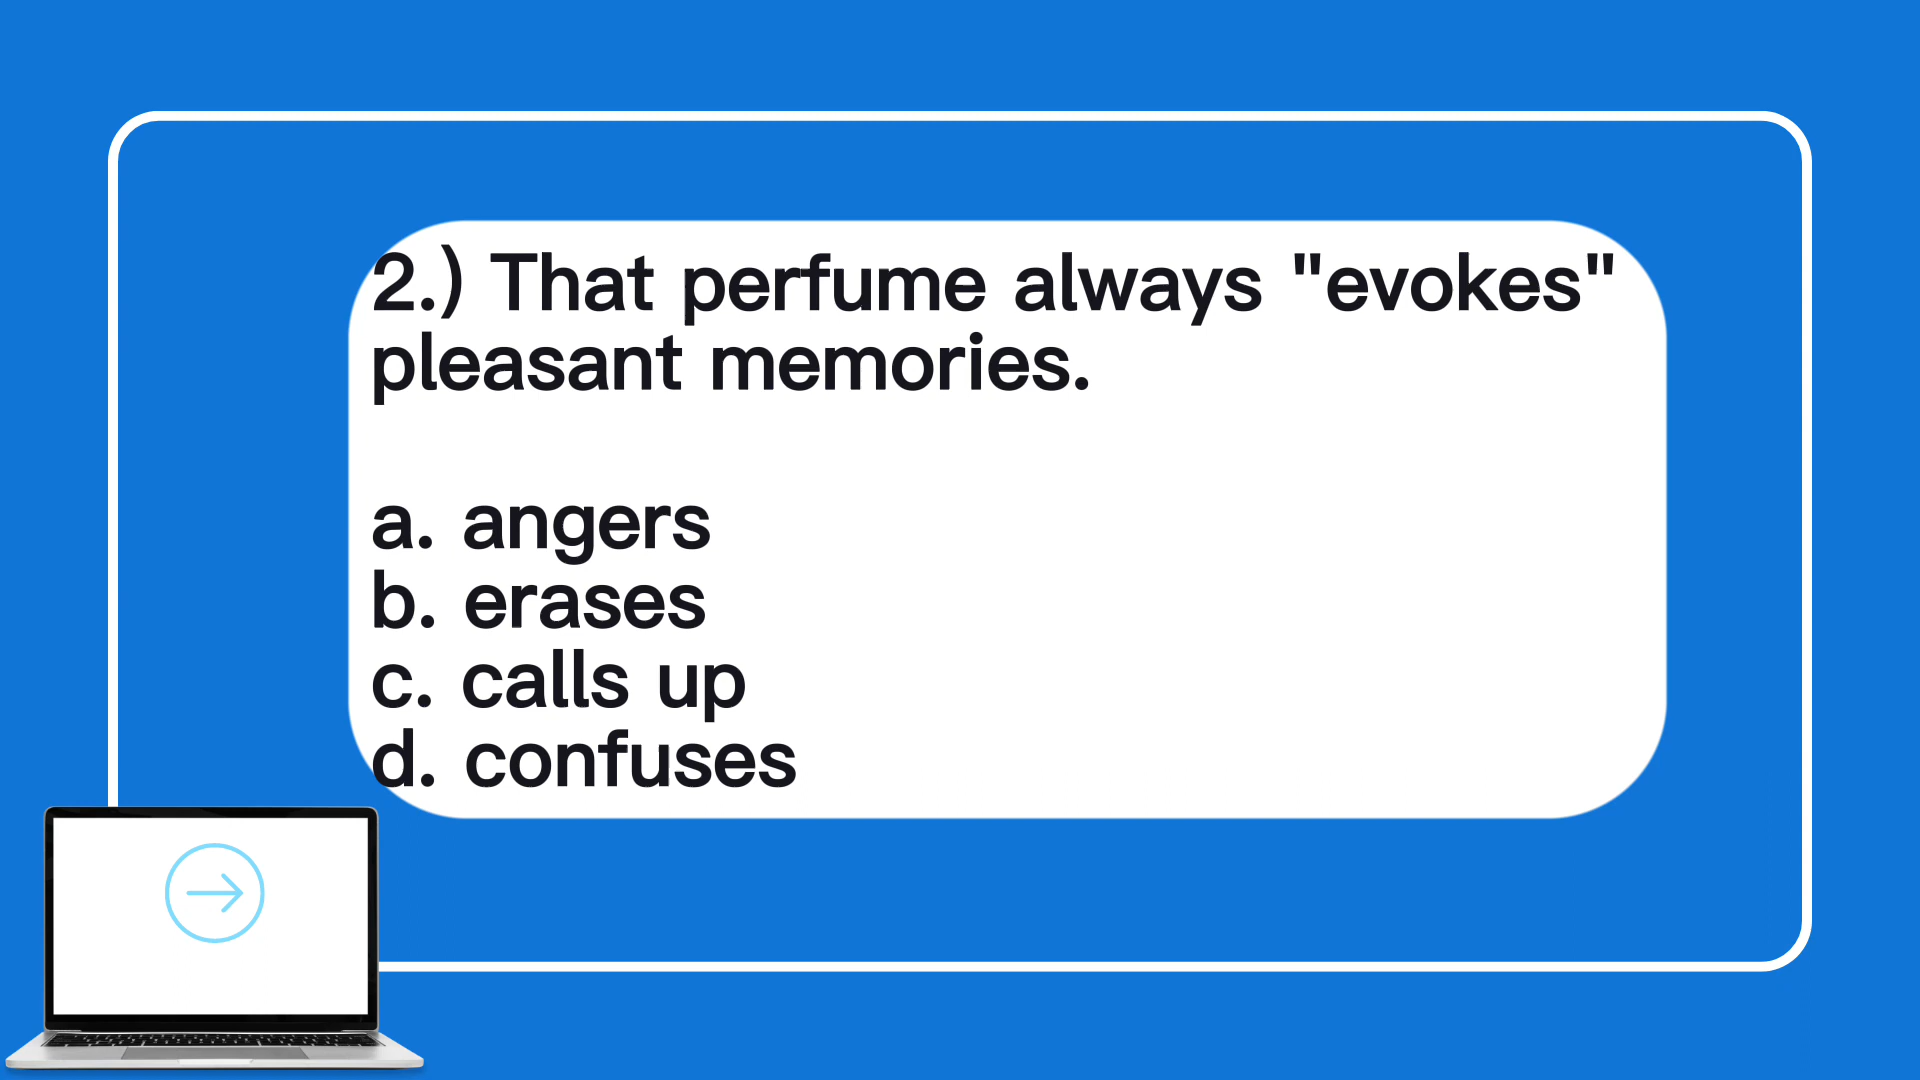 2.) That perfume always "evokes"
pleasant memories.
a. angers
b. erases
c. calls up
d. confuses